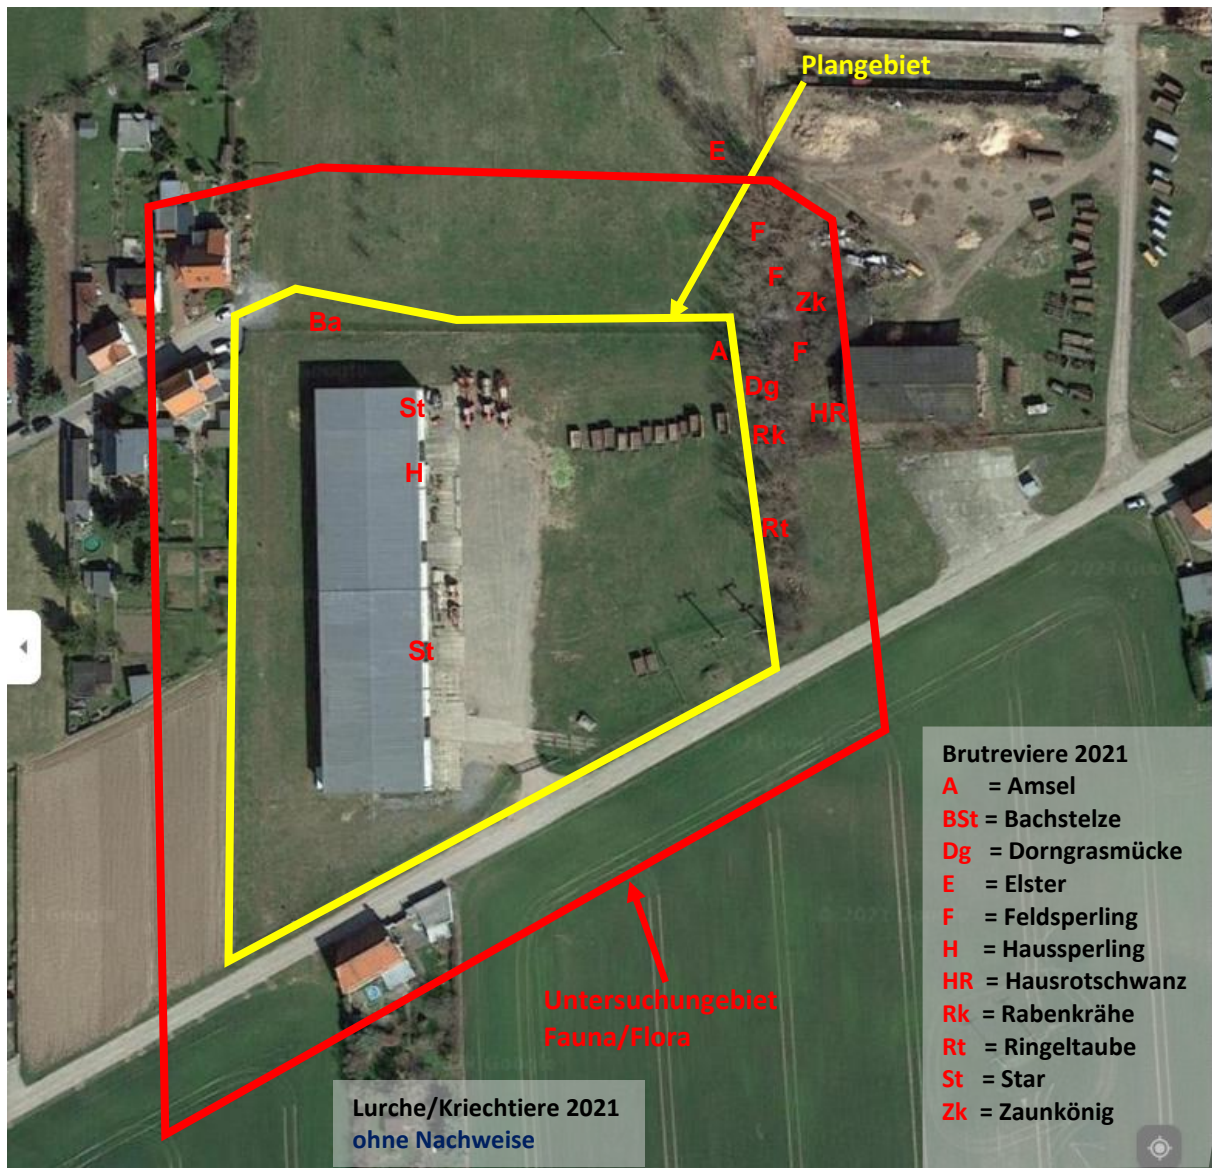 Plangebiet
E
F
F
Zk
Ba
A
F
Dg
St
HR
Rk
H
Rt
St
Brutreviere 2021
A = Amsel
BSt = Bachstelze
Dg = Dorngrasmücke
E = Elster
F = Feldsperling
H = Haussperling
HR = Hausrotschwanz
Rk = Rabenkrähe
Rt = Ringeltaube
St = Star
Zk = Zaunkönig
Untersuchungebiet
Fauna/Flora
Lurche/Kriechtiere 2021
ohne Nachweise